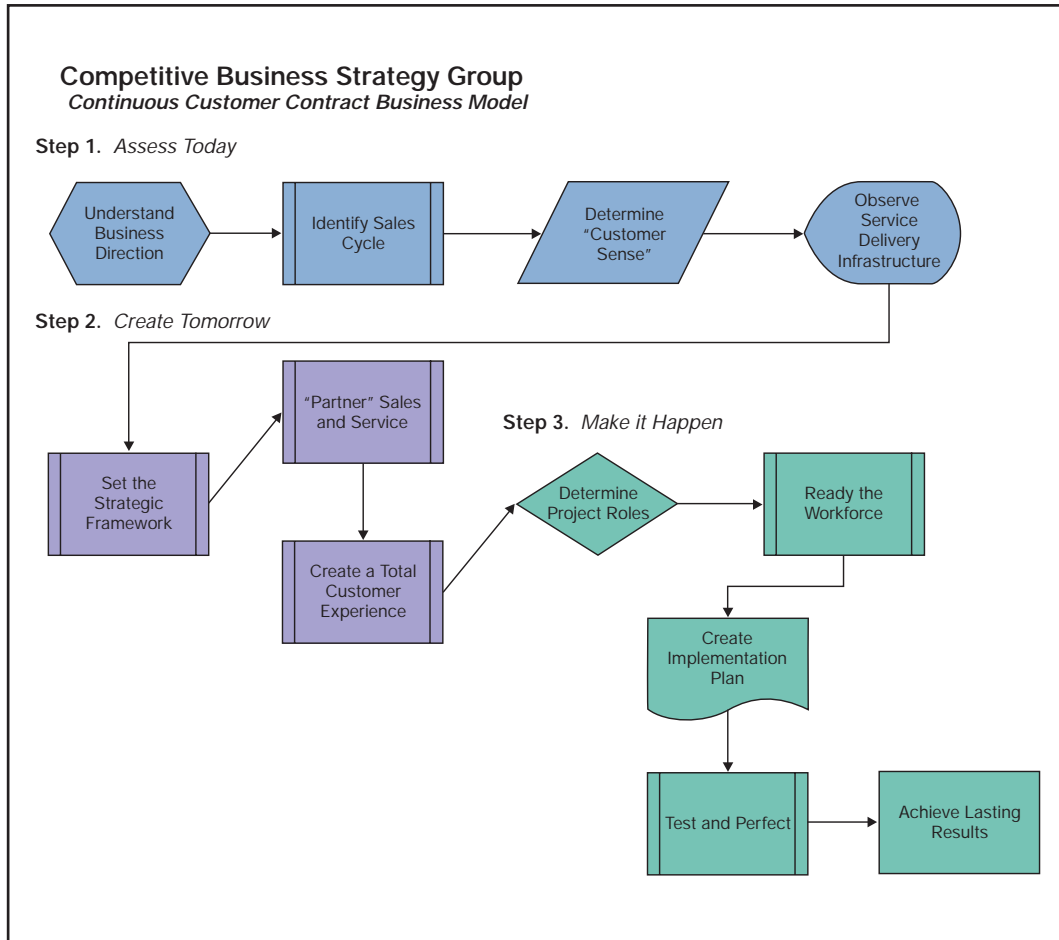 Competitive Business Strategy Group
Continuous Customer Contract Business Model
Step 1. Assess Today
Understand
Business
Direction
Identify Sales
Cycle
Determine
“Customer
Sense”
Observe
Service
Delivery
Infrastructure
Step 2. Create Tomorrow
Set the
Strategic
Framework
“Partner” Sales
and Service
Create a Total
Customer
Experience
Step 3. Make it Happen
Determine
Project Roles
Ready the
Workforce
Create
Implementation
Plan
Test and Perfect
Achieve Lasting
Results